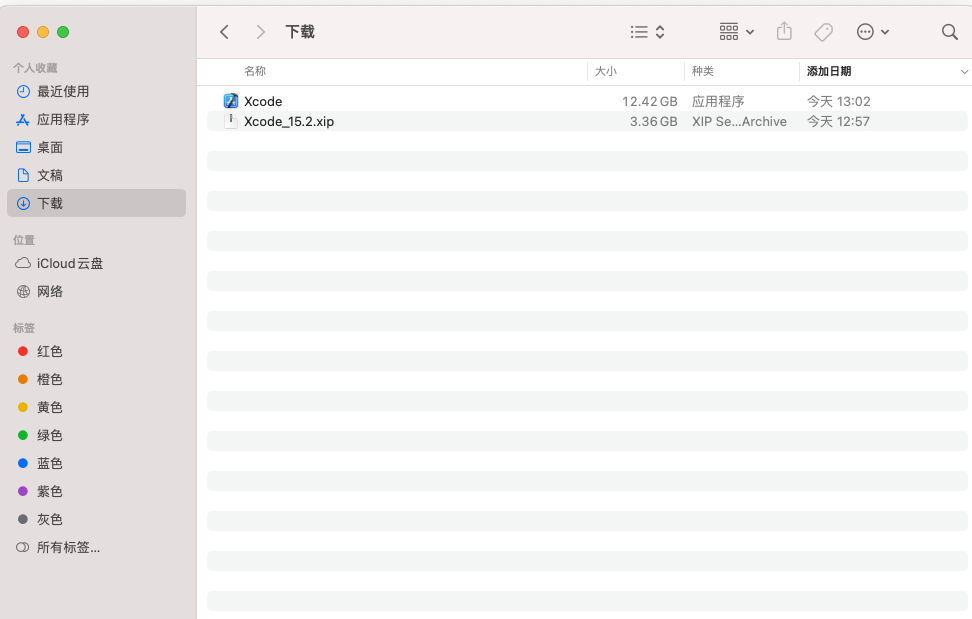 下载
个人收藏
最近使用
应用程序
桌面
文稿
下载
位置
iCloud云盘
网络
标签
红色
橙色
黄色
绿色
蓝色
紫色
灰色
所有标签...
名称 大小 种类 添加日期
Xcode 12.42 GB 应用程序 今天 13:02
Xcode_15.2.xip 3.36 GB XIP Se...Archive 今天 12:57